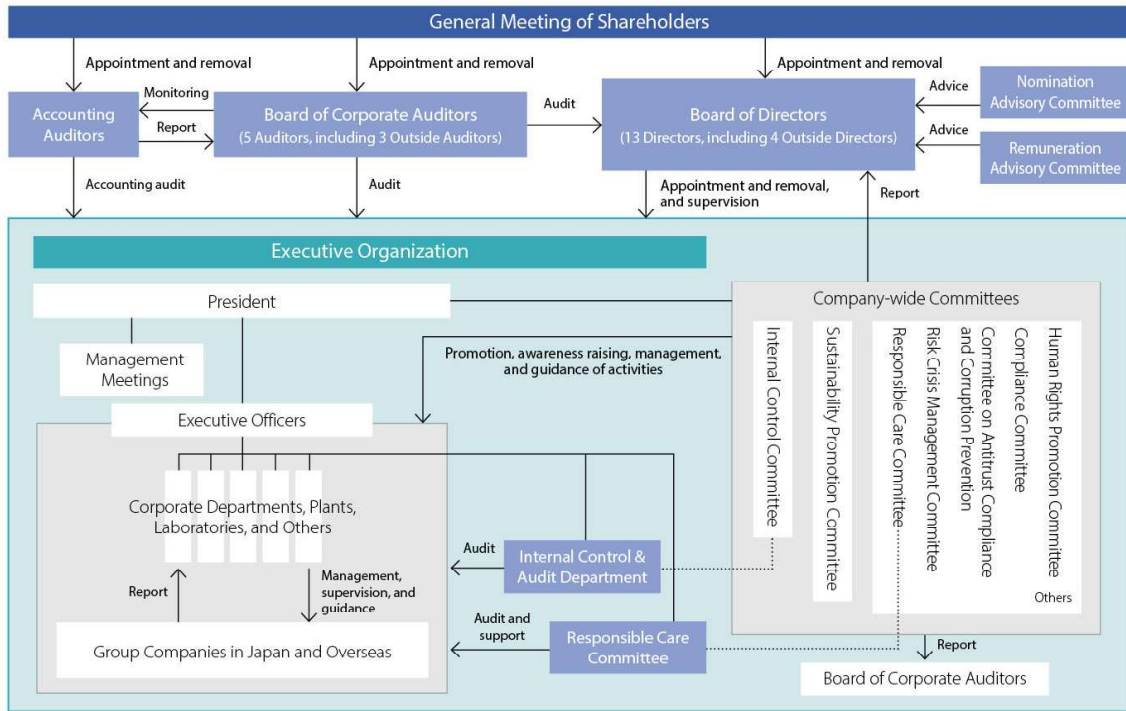 General Meeting of Shareholders
Appointment and removal
Appointment and removal
Appointment and removal
Accounting
Auditors
Monitoring
Report
Board of Corporate Auditors
(5 Auditors, including 3 Outside Auditors)
Audit
Board of Directors
(13 Directors, including 4 Outside Directors)
Advice
Nomination
Advisory Committee
Advice
Remuneration
Advisory Committee
Accounting audit
Audit
Appointment and removal,
and supervision
Report
Executive Organization
President
Management
Meetings
Executive Officers
Promotion, awareness raising, management,
and guidance of activities
Company-wide Committees
Internal Control Committee
Sustainability Promotion Committee
Responsible Care Committee
Risk Crisis Management Committee
Committee on Antitrust Compliance
and Corruption Prevention
Compliance Committee
Human Rights Promotion Committee
Others
Corporate Departments, Plants,
Laboratories, and Others
Report
Management,
supervision, and
guidance
Group Companies in Japan and Overseas
Audit
Internal Control &
Audit Department
Audit and
support
Responsible Care
Committee
Report
Board of Corporate Auditors